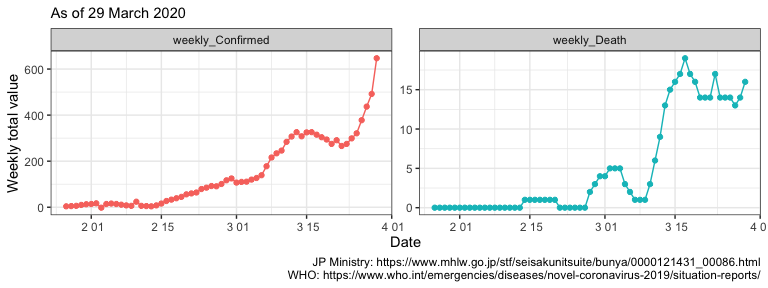 As of 29 March 2020
weekly_Confirmed
weekly_Death
Weekly total value
600
400
200
0
15
10
5
0
2 01
2 15
3 01
3 15
4 01
2 01
2 15
3 01
3 15
4 0
Date
JP Ministry: https://www.mhlw.go.jp/stf/seisakunitsuite/bunya/0000121431_00086.html
WHO: https://www.who.int/emergencies/diseases/novel-coronavirus-2019/situation-reports/